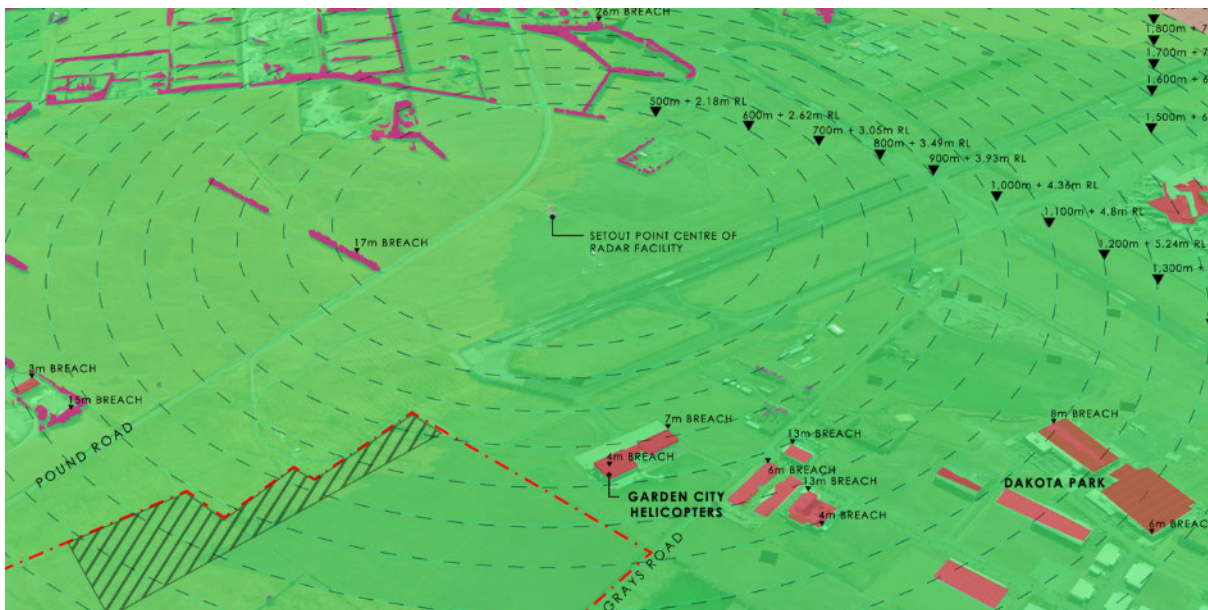 26m BREACH
1,800m + 7
1,700m + 7
1,600m + 6
1,500m + 6
500m + 2.18m RL
600m + 2.62m RL
700m + 3.05m RL
800m + 3.49m RL
900m + 3.93m RL
1,000m + 4.36m RL
1,100m + 4.8m RL
1,200m + 5.24m RL
1,300m +
17m BREACH
SETOUT POINT CENTRE OF
RADAR FACILITY
3m BREACH
15m BREACH
POUND ROAD
7m BREACH
4m BREACH
GARDEN CITY
HELICOPTERS
13m BREACH
6m BREACH
13m BREACH
4m BREACH
8m BREACH
DAKOTA PARK
6m BREAC
GRAYS ROAD